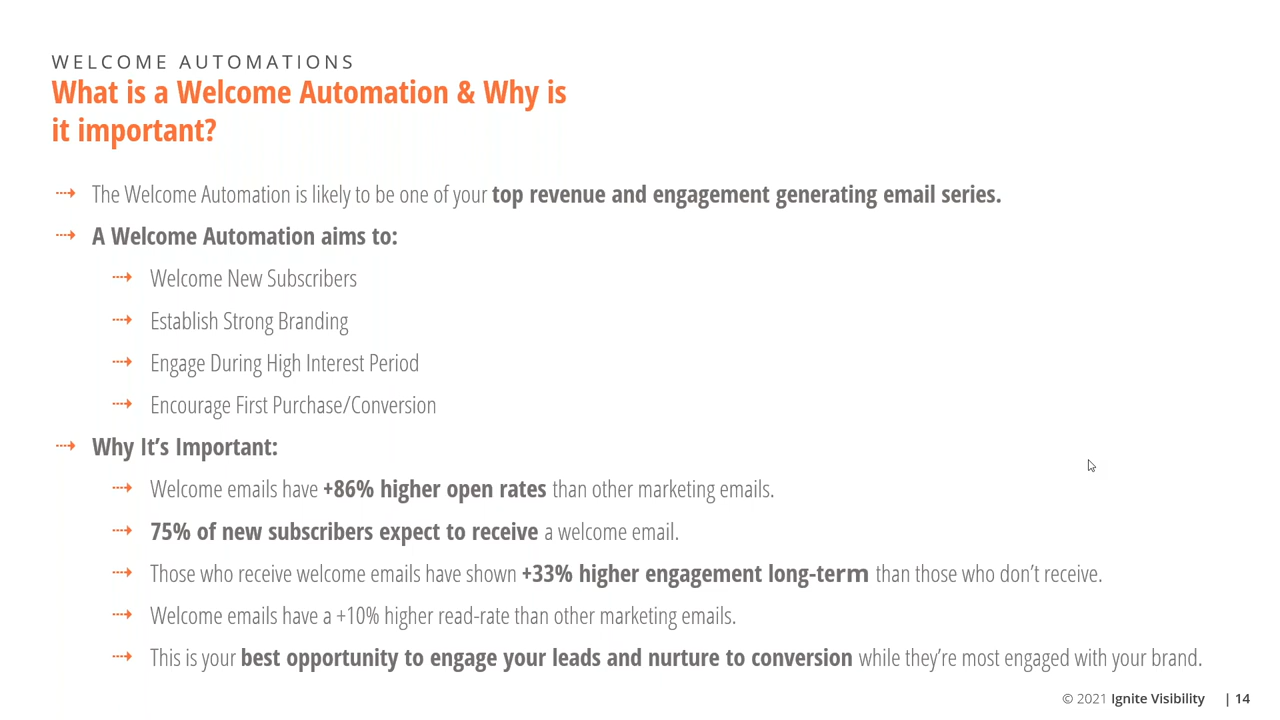 WELCOME AUTOMATIONS
What is a Welcome Automation & Why is
it important?
The Welcome Automation is likely to be one of your top revenue and engagement generating email series.
A Welcome Automation aims to:
Welcome New Subscribers
Establish Strong Branding
Engage During High Interest Period
Encourage First Purchase/Conversion
Why It’s Important:
Welcome emails have +86% higher open rates than other marketing emails.
75% of new subscribers expect to receive a welcome email.
Those who receive welcome emails have shown +33% higher engagement long-term than those who don’t receive.
Welcome emails have a +10% higher read-rate than other marketing emails.
This is your best opportunity to engage your leads and nurture to conversion while they’re most engaged with your brand.
© 2021 Ignite Visibility | 14